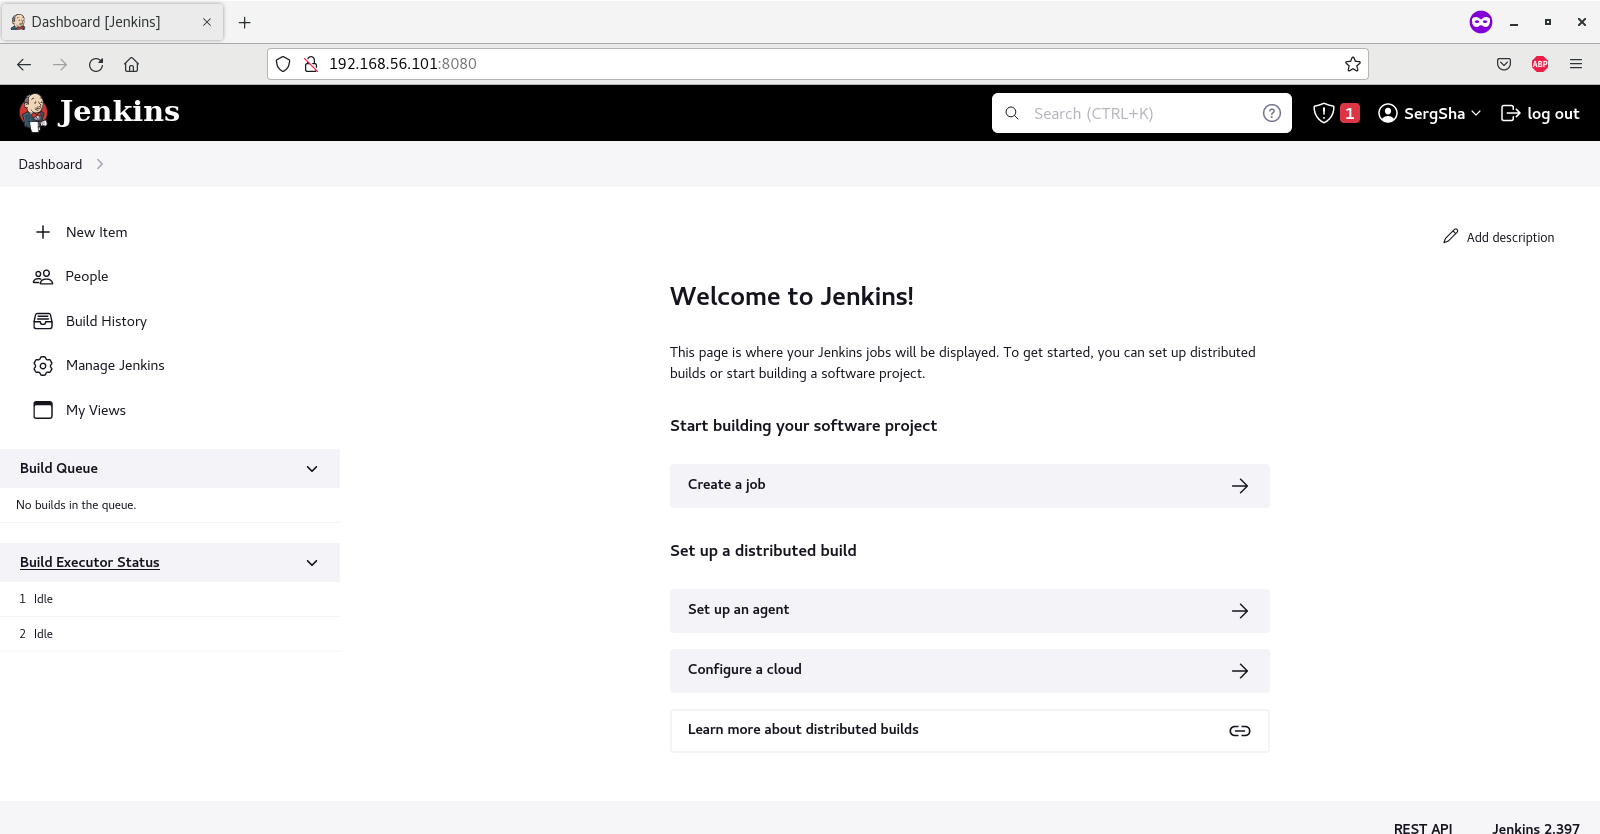 Dashboard [Jenkins]
192.168.56.101:8080
ABP
Jenkins
Search (CTRL+K)
1
SergSha
log out
Dashboard
New Item
People
Build History
Manage Jenkins
My Views
Build Queue
No builds in the queue.
Build Executor Status
1 Idle
2 Idle
Add description
Welcome to Jenkins!
This page is where your Jenkins jobs will be displayed. To get started, you can set up distributed
builds or start building a software project.
Start building your software project
Create a job
Set up a distributed build
Set up an agent
Configure a cloud
Learn more about distributed builds
REST API
Jenkins 2.397